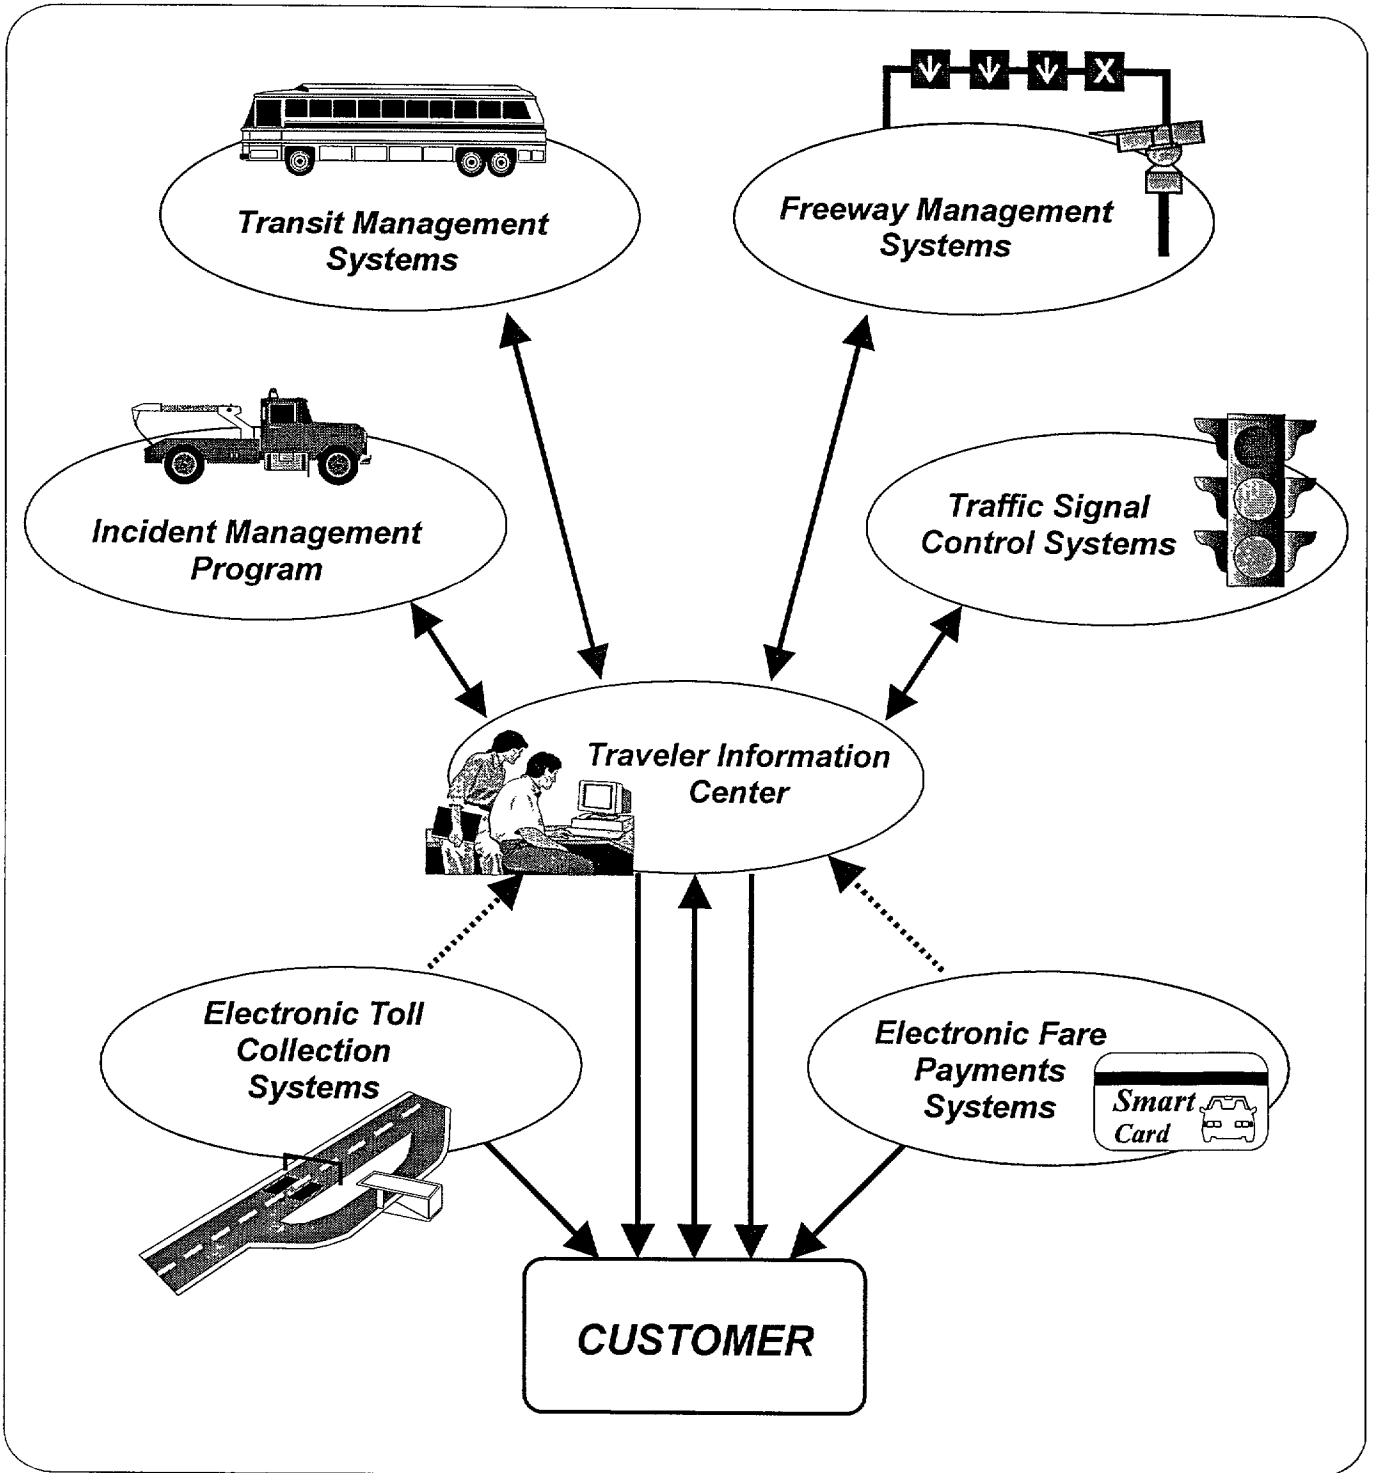 Transit Management
Systems
Freeway Management
Systems
X
Incident Management
Program
Traffic Signal
Control Systems
Traveler Information
Center
Electronic Toll
Collection
Systems
Electronic Fare
Payments
Systems
Smart
Card
CUSTOMER